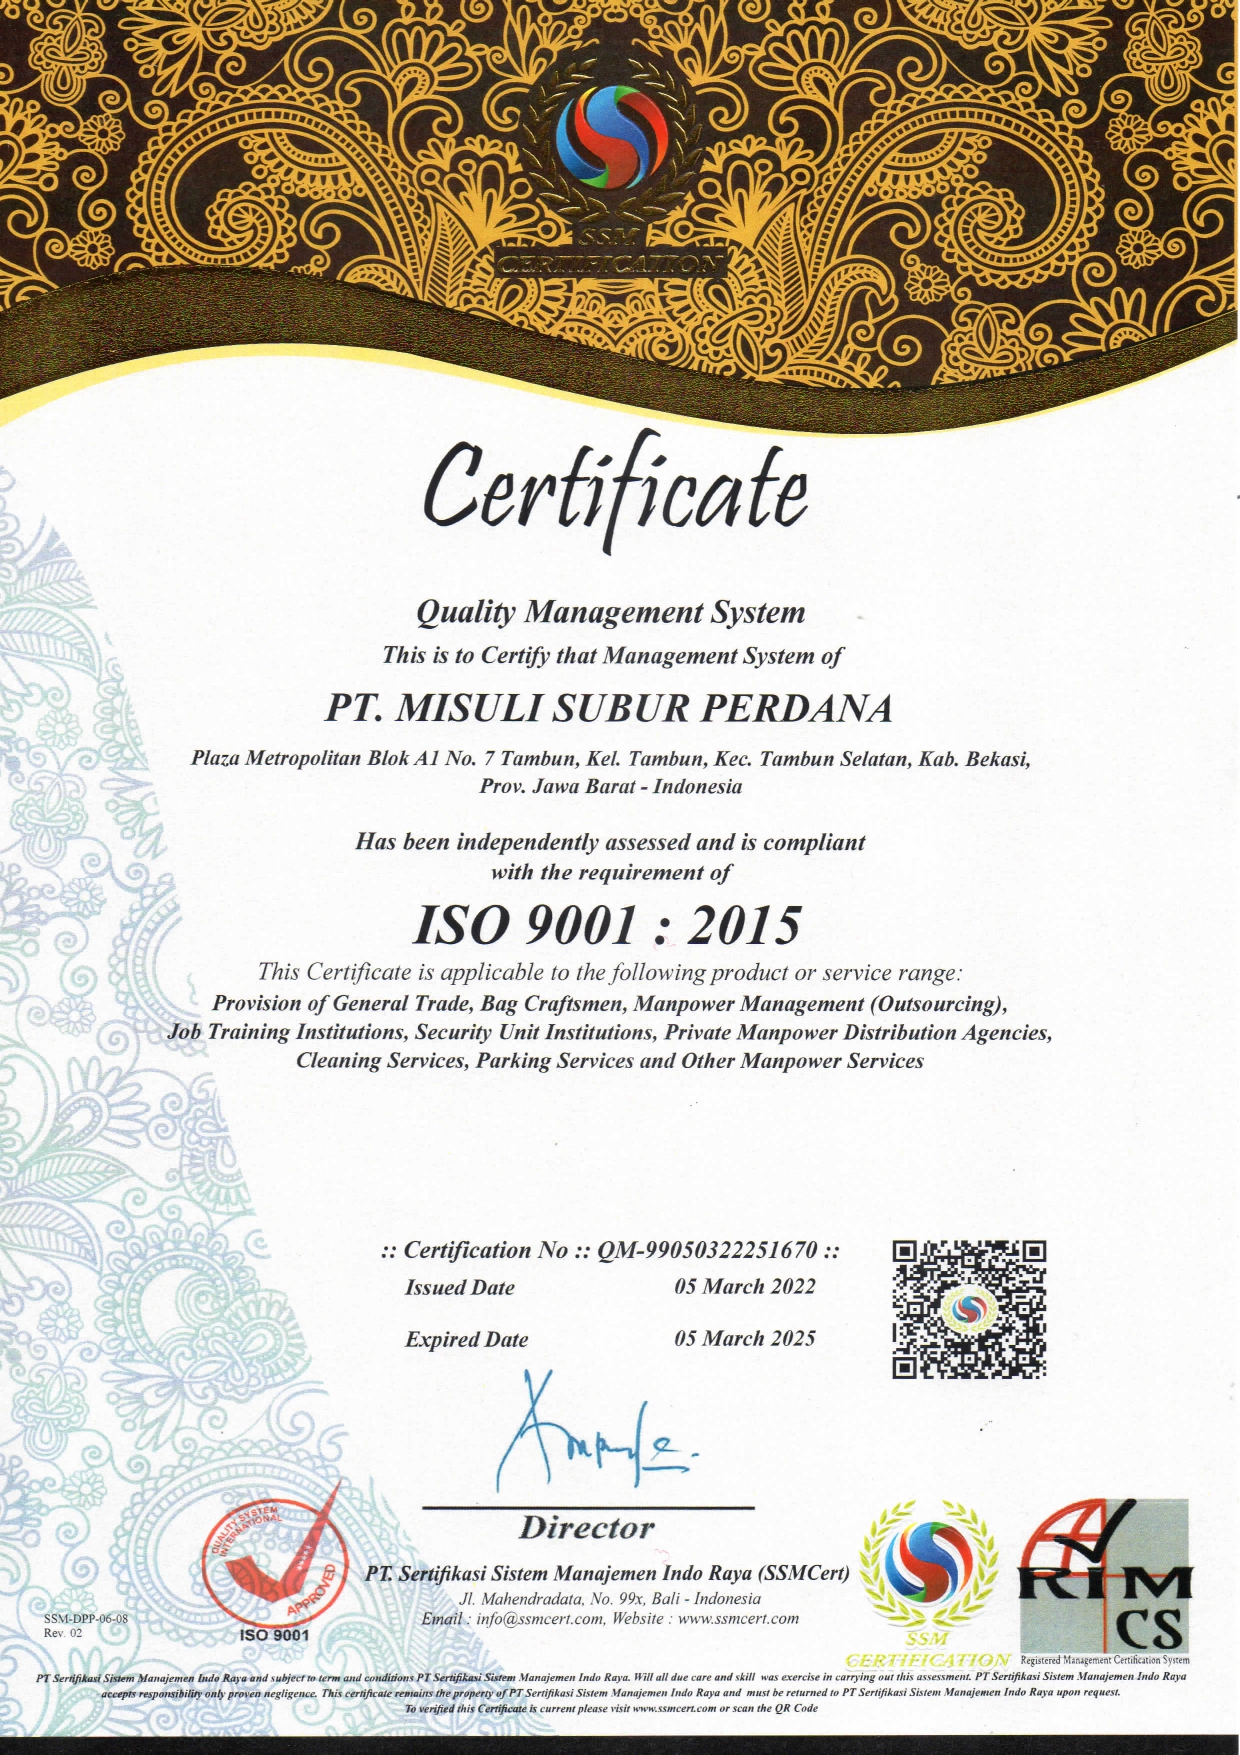 SSM
CERTIFICATION
Certificate
Quality Management System
This is to Certify that Management System of
PT. MISULI SUBUR PERDANA
Plaza Metropolitan Blok A1 No. 7 Tambun, Kel. Tambun, Kec. Tambun Selatan, Kab. Bekasi,
Prov. Jawa Barat - Indonesia
Has been independently assessed and is compliant
with the requirement of
ISO 9001 : 2015
This Certificate is applicable to the following product or service range:
Provision of General Trade, Bag Craftsmen, Manpower Management (Outsourcing),
Job Training Institutions, Security Unit Institutions, Private Manpower Distribution Agencies,
Cleaning Services, Parking Services and Other Manpower Services
:: Certification No :: QM-99050322251670 ::
Issued Date 05 March 2022
Expired Date 05 March 2025
Director
PT. Sertifikasi Sistem Manajemen Indo Raya (SSMCert)
Jl. Mahendradata, No. 99x, Bali - Indonesia
Email : info@ssmcert.com, Website : www.ssmcert.com
QUALITY SYSTEM
INTERNATIONAL
APPROVED
ISO 9001
SSM-DPP-06-08
Rev. 02
SSM
CERTIFICATION
RIM
CS
Registered Management Certification System
PT Sertifikasi Sistem Manajemen Indo Raya and subject to term and conditions PT Sertifikasi Sistem Manajemen Indo Raya. Will all due care and skill was exercise in carrying out this assessment. PT Sertifikasi Sistem Manajemen Indo Raya
accepts responsibility only proven negligence. This certificate remains the property of PT Sertifikasi Sistem Manajemen Indo Raya and must be returned to PT Sertifikasi Sistem Manajemen Indo Raya upon request.
To verified this Certificate is current please visit www.ssmcert.com or scan the QR Code